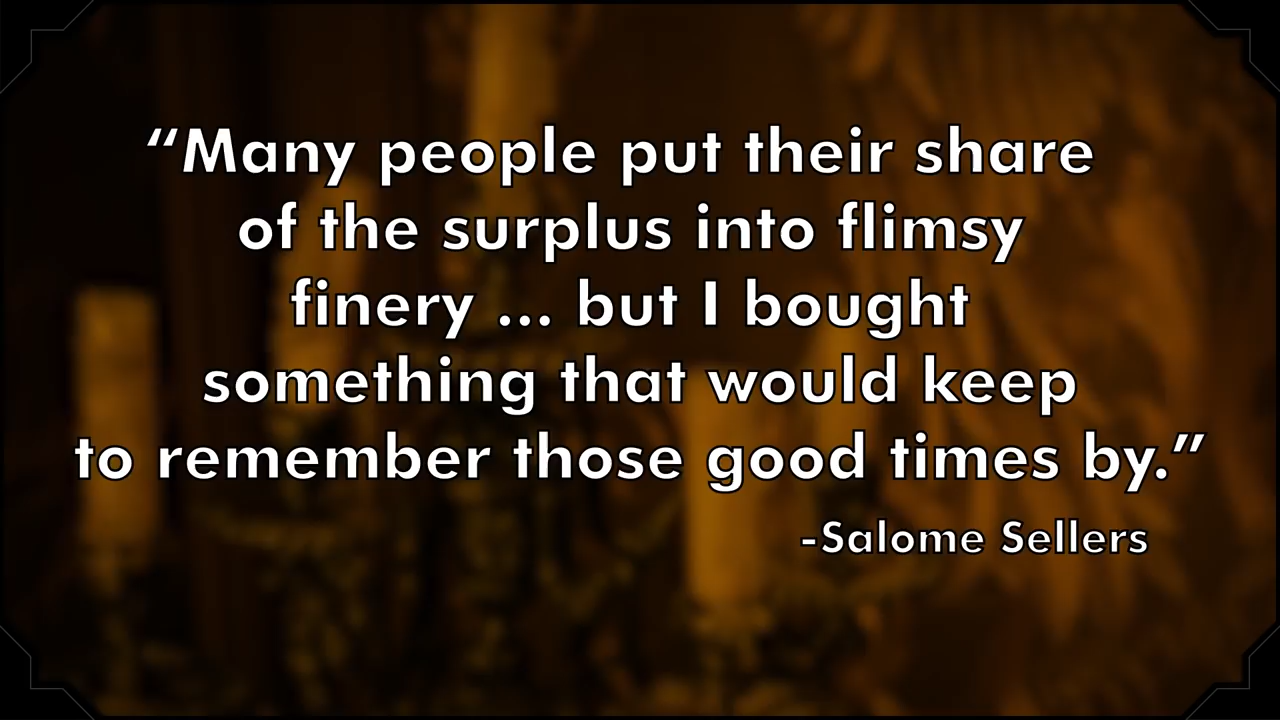 “Many people put their share
of the surplus into flimsy
finery ... but I bought
something that would keep
to remember those good times by.”
-Salome Sellers